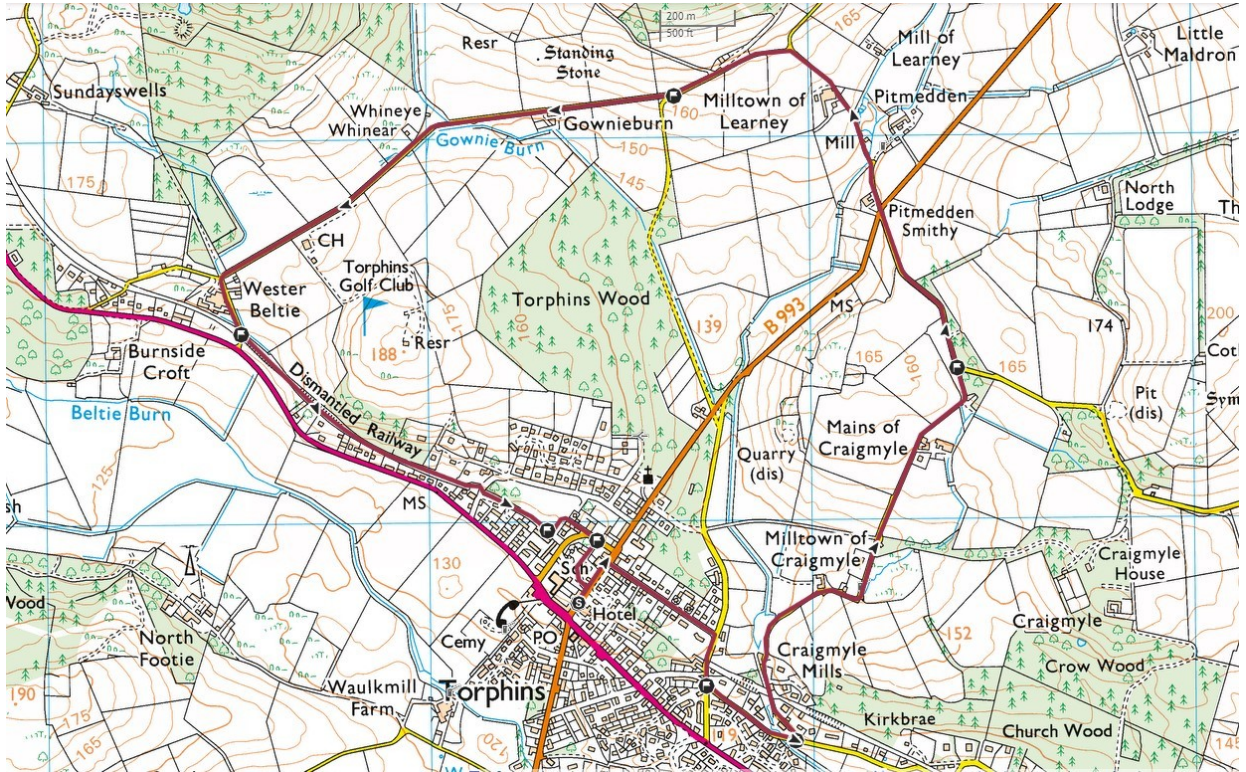 200 m
500 ft
165
Resr
Standing
Stone
Mill of
Learney
Little
Maldron
Sundayswells
Whineye
Whinear
Gownieburn
160
Milltown of
Learney
Pitmedden
Gownie Burn
150
Mill
175
145
North
Lodge
Th
Pitmedden
Smithy
CH
Torphins
Golf Club
Wester
Beltie
175
160
Torphins Wood
139
B 993
MS
174
200
Resr
188
Burnside
Croft
165
160
165
Cot
Dismantled Railway
Beltie Burn
Pit
(dis)
Sym
Mains of
Craigmyle
Quarry
(dis)
125
MS
sh
Milltown of
Craigmyle
Craigmyle
House
130
Sch
S
Hotel
Wood
Craigmyle
North
Footie
Cemy
PO
152
Craigmyle
Mills
Crow Wood
190
Waulkmill
Farm
Torphins
Kirkbrae
Church Wood
175
165
120
119
145
W